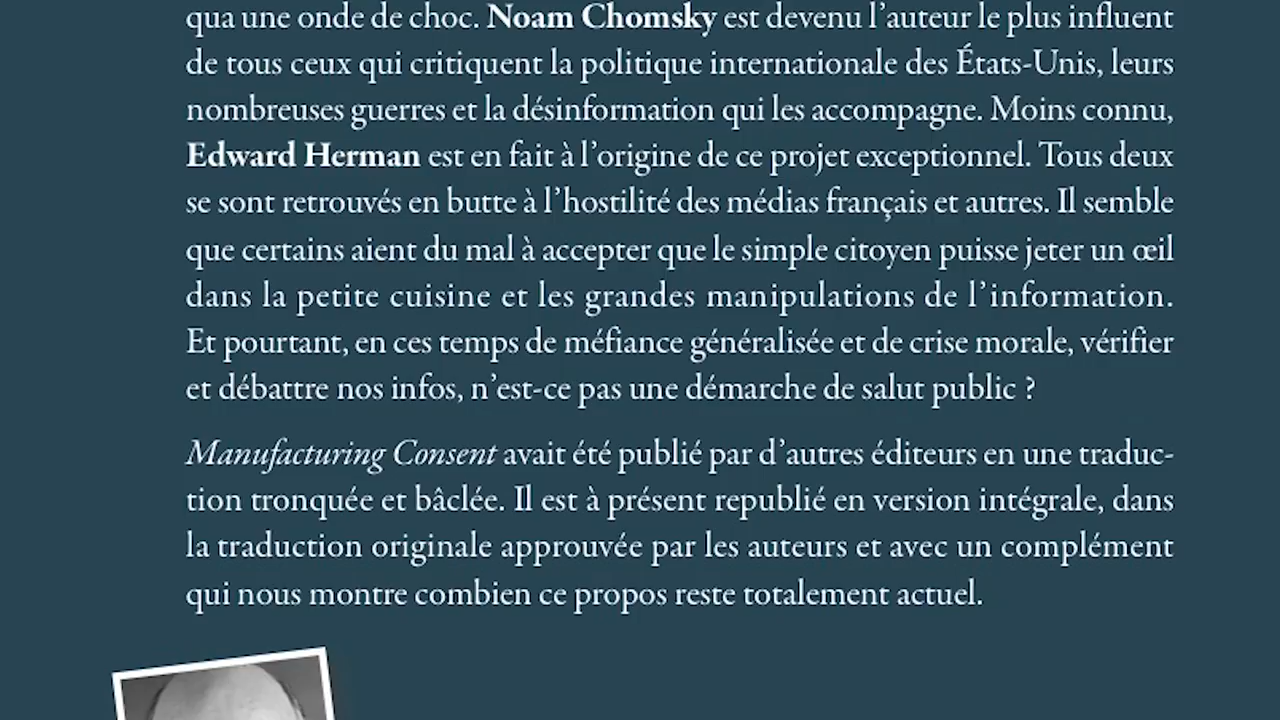 qua une onde de choc. Noam Chomsky est devenu l’auteur le plus influent
de tous ceux qui critiquent la politique internationale des États-Unis, leurs
nombreuses guerres et la désinformation qui les accompagne. Moins connu,
Edward Herman est en fait à l’origine de ce projet exceptionnel. Tous deux
se sont retrouvés en butte à l’hostilité des médias français et autres. Il semble
que certains aient du mal à accepter que le simple citoyen puisse jeter un œil
dans la petite cuisine et les grandes manipulations de l’information.
Et pourtant, en ces temps de méfiance généralisée et de crise morale, vérifier
et débattre nos infos, n’est-ce pas une démarche de salut public ?
Manufacturing Consent avait été publié par d’autres éditeurs en une traduc-
tion tronquée et bâclée. Il est à présent republié en version intégrale, dans
la traduction originale approuvée par les auteurs et avec un complément
qui nous montre combien ce propos reste totalement actuel.